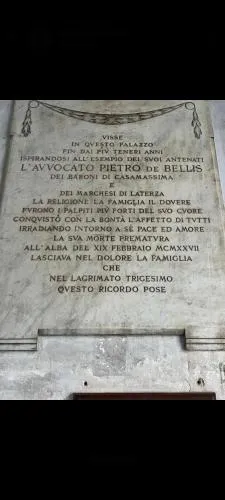 VISSE
IN QVESTO PALAZZO
FIN DAI PIV TENERI ANNI
ISPIRANDOSI ALL'ESEMPIO DEI SVOI ANTENATI
L'AVVOCATO PIETRO DE BELLIS
DEI BARONI DI CASAMASSIMA
E
DEI MARCHESI DI LATERZA
LA RELIGIONE LA FAMIGLIA IL DOVERE
FVRONO I PALPITI PIV FORTI DEL SVO CVORE
CONQVISTÒ CON LA BONTÀ L'AFFETTO DI TVTTI
IRRADIANDO INTORNO A SÈ PACE ED AMORE
LA SVA MORTE PREMATVRA
ALL'ALBA DEL XIX FEBRAIO MCMXXVII
LASCIAVA NEL DOLORE LA FAMIGLIA
CHE
NEL LAGRIMATO TRIGESIMO
QVESTO RICORDO POSE